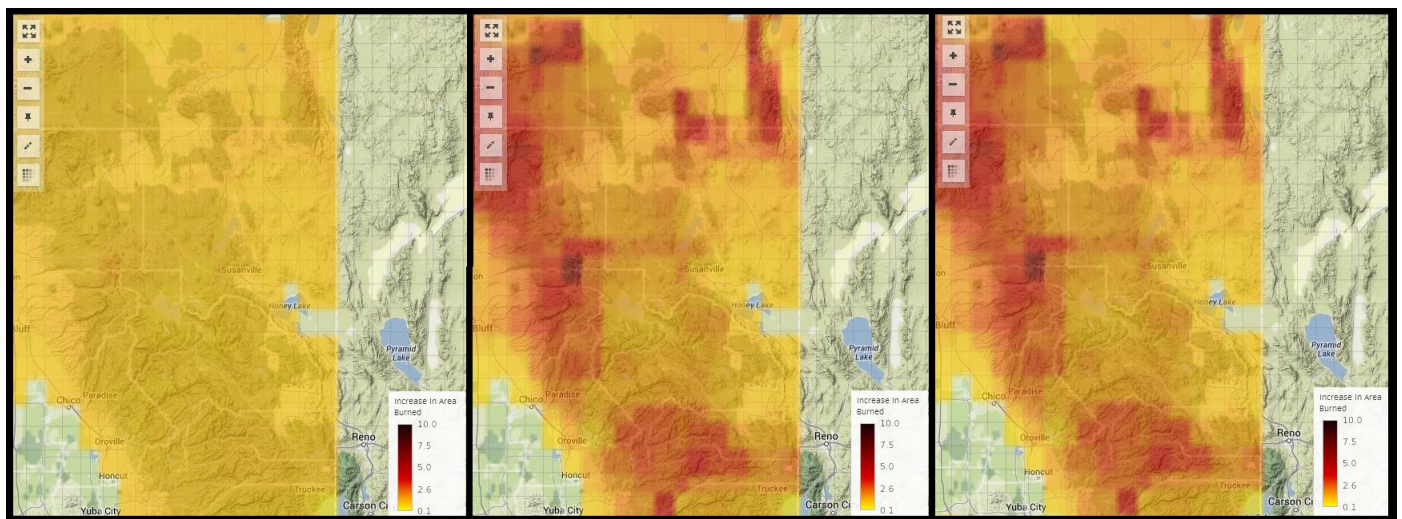 Susanville
on
Honey Lake
Bluff
Pyramid
Lake
Paradise
Chico
Oroville
Honcut
Truckee
Yuba City
Reno
Carson Ci
Increase In Area
Burned
10.0
7.5
5.0
2.6
0.1
Susanville
on
Honey Lake
Bluff
Pyramid
Lake
Paradise
Chico
Oroville
Honcut
Truckee
Yuba City
Reno
Carson Ci
Increase In Area
Burned
10.0
7.5
5.0
2.6
0.1
Susanville
on
Honey Lake
Bluff
Pyramid
Lake
Paradise
Chico
Oroville
Honcut
Truckee
Yuba City
Reno
Carson Ci
Increase In Area
Burned
10.0
7.5
5.0
2.6
0.1